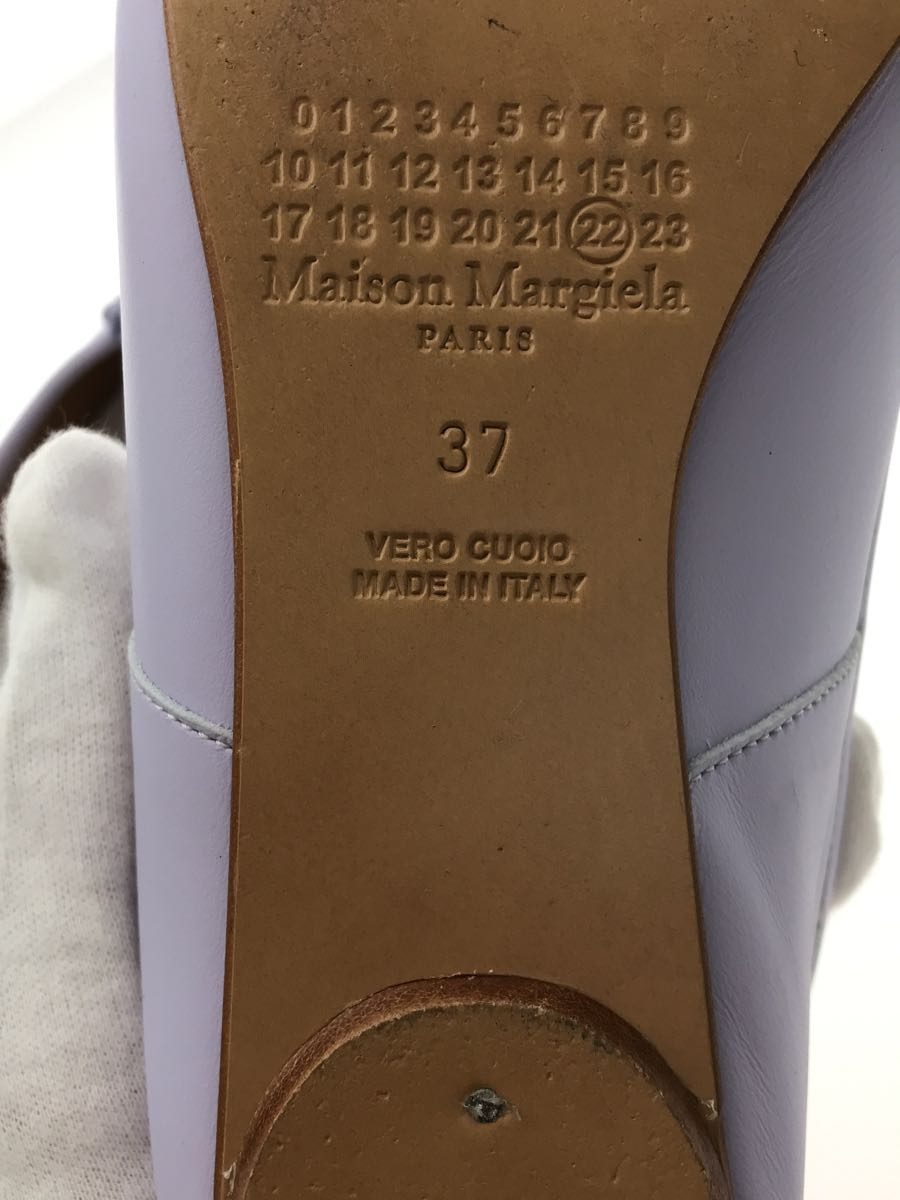 0 1 2 3 4 5 6 7 8 9
10 11 12 13 14 15 16
17 18 19 20 21 22 23
Maison Margiela
PARIS
37
VERO CUOIO
MADE IN ITALY